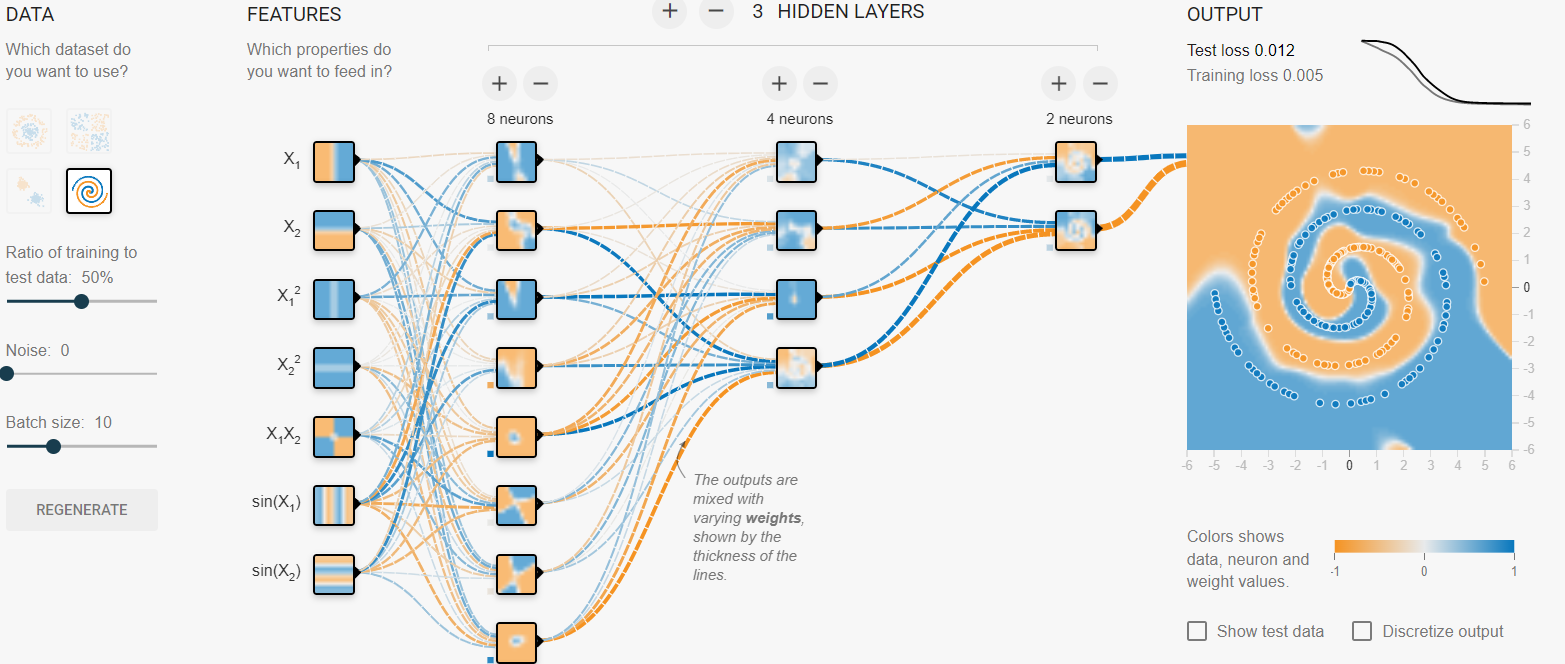 DATA
Which dataset do
you want to use?
Ratio of training to
test data: 50%
Noise: 0
Batch size: 10
REGENERATE
FEATURES
Which properties do
you want to feed in?
X₁
X₂
X₁²
X₂²
X₁X₂
sin(X₁)
sin(X₂)
+ − 3 HIDDEN LAYERS
+ −
8 neurons
+ −
4 neurons
+ −
2 neurons
The outputs are
mixed with
varying weights,
shown by the
thickness of the
lines.
OUTPUT
Test loss 0.012
Training loss 0.005
6
5
4
3
2
1
0
-1
-2
-3
-4
-5
-6
-6 -5 -4 -3 -2 -1 0 1 2 3 4 5 6
Colors shows
data, neuron and
weight values.
-1 0 1
Show test data
Discretize output